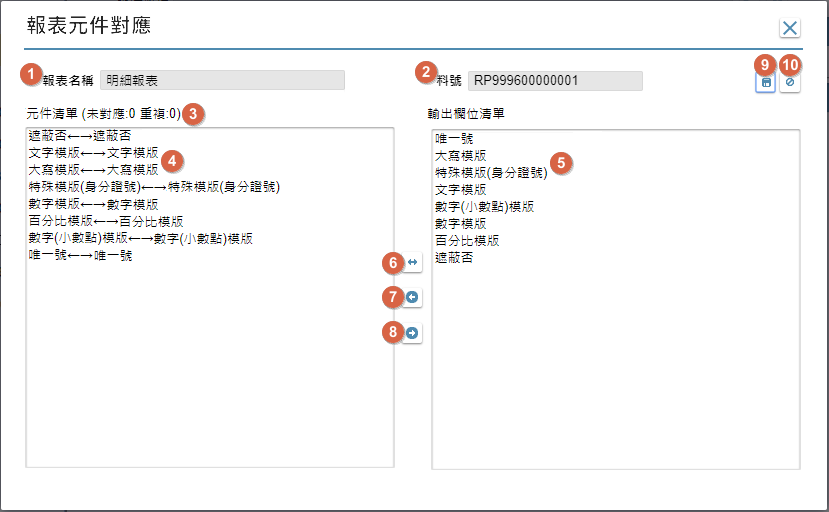 報表元件對應
1 報表名稱 明細報表 2 料號 RP999600000001 9 10
元件清單 (未對應:0 重複:0) 3
遮蔽否←→遮蔽否
文字模版←→文字模版
大寫模版←→大寫模版 4
特殊模版(身分證號)←→特殊模版(身分證號)
數字模版←→數字模版
百分比模版←→百分比模版
數字(小數點)模版←→數字(小數點)模版
唯一號←→唯一號
6
7
8
輸出欄位清單
唯一號
大寫模版
特殊模版(身分證號) 5
文字模版
數字(小數點)模版
數字模版
百分比模版
遮蔽否